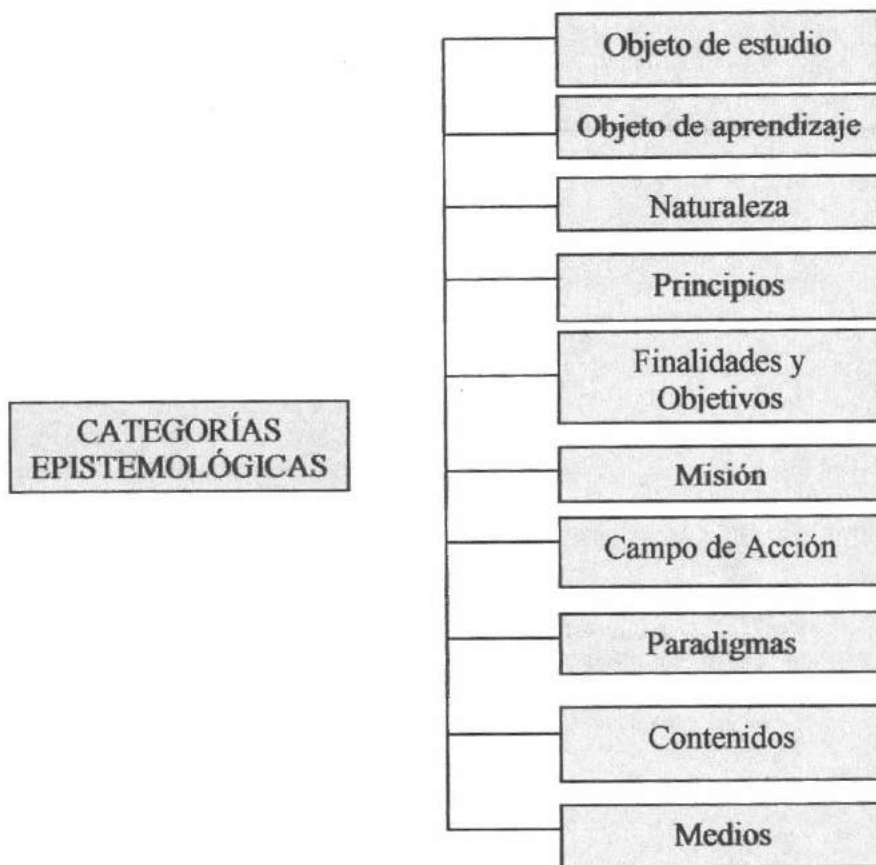 Objeto de estudio
Objeto de aprendizaje
Naturaleza
Principios
Finalidades y
Objetivos
CATEGORÍAS
EPISTEMOLÓGICAS
Misión
Campo de Acción
Paradigmas
Contenidos
Medios